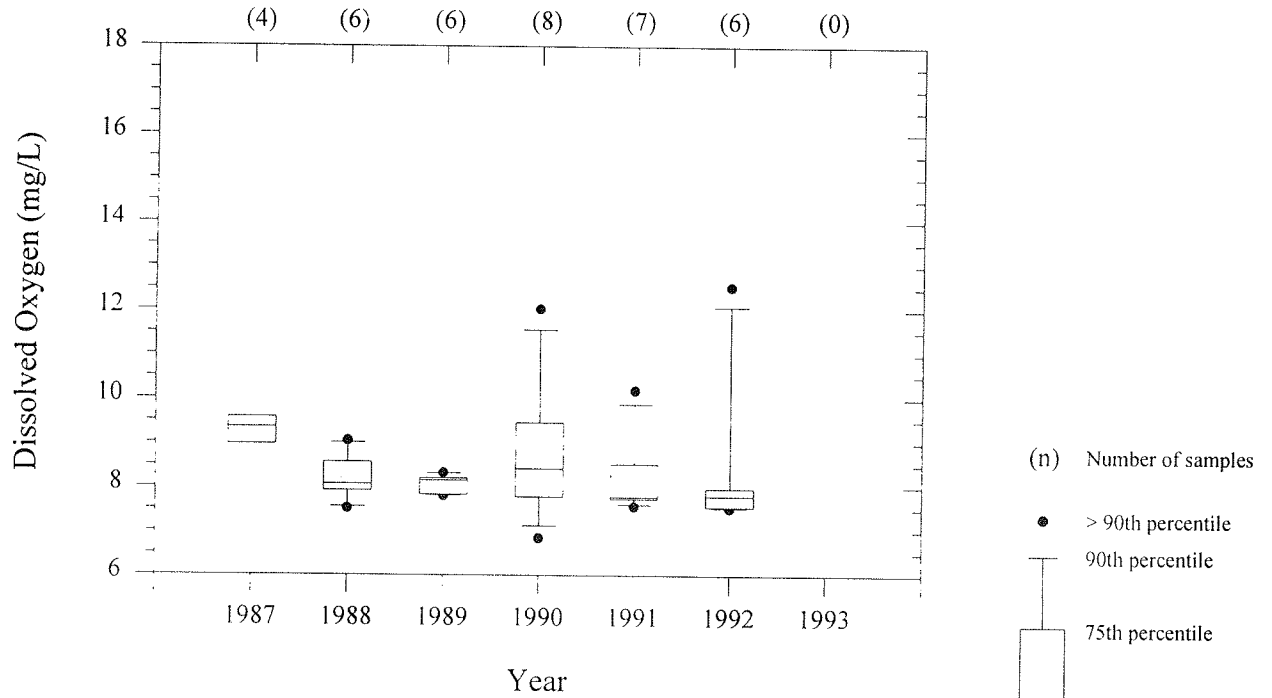 (4) (6) (6) (8) (7) (6) (0)
18
16
14
12
10
8
6
Dissolved Oxygen (mg/L)
1987 1988 1989 1990 1991 1992 1993
Year
(n) Number of samples
> 90th percentile
90th percentile
75th percentile